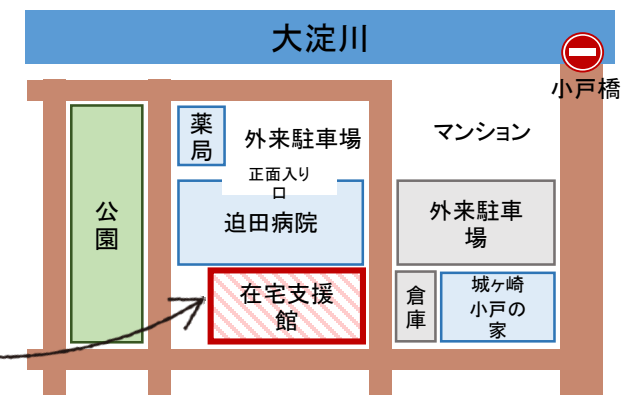 大淀川
小戸橋
薬
局
外来駐車場
マンション
正面入り
口
公
園
迫田病院
外来駐車
場
在宅支援
館
倉
庫
城ヶ崎
小戸の
家